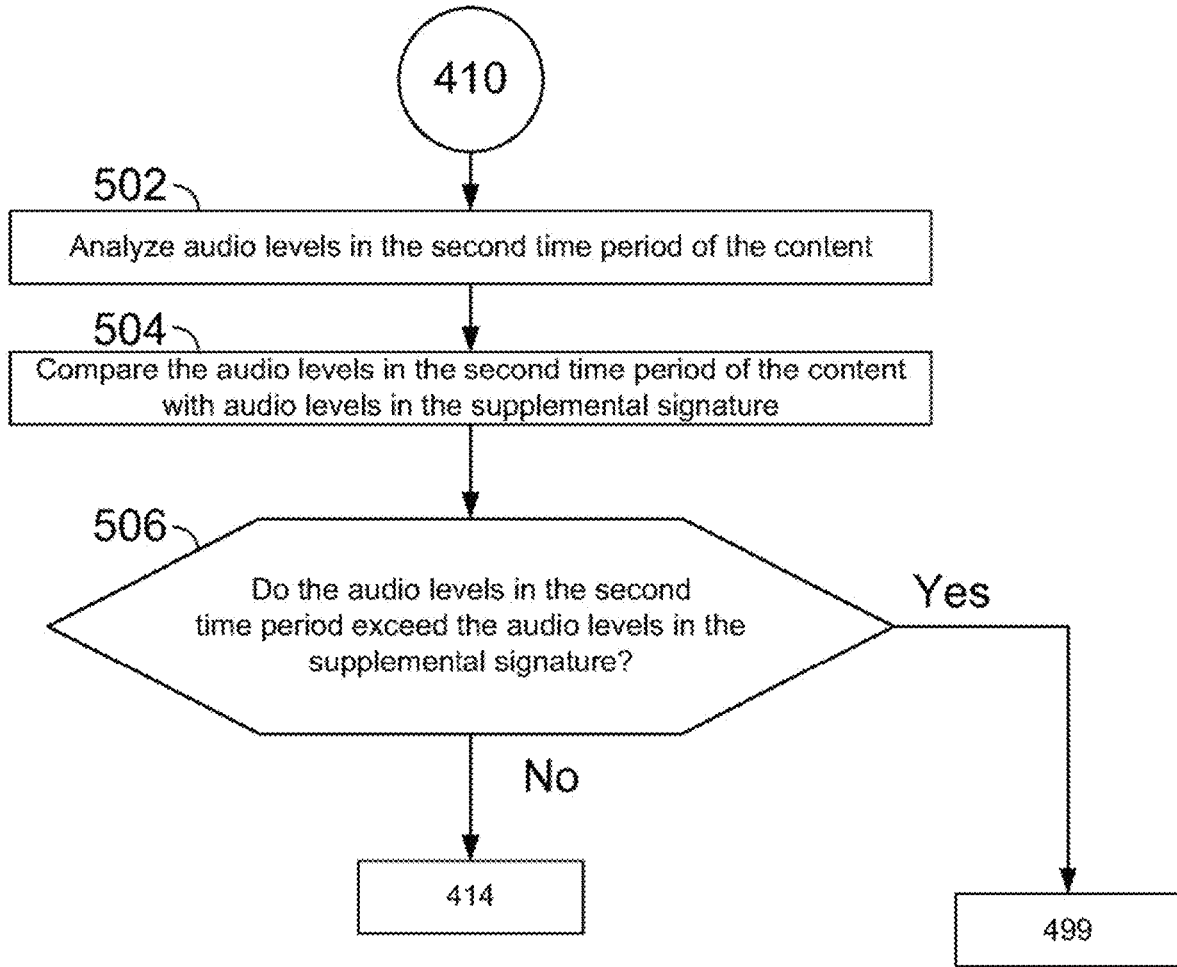 410
502
Analyze audio levels in the second time period of the content
504
Compare the audio levels in the second time period of the content
with audio levels in the supplemental signature
506
Do the audio levels in the second
time period exceed the audio levels in the
supplemental signature?
Yes
No
414
499